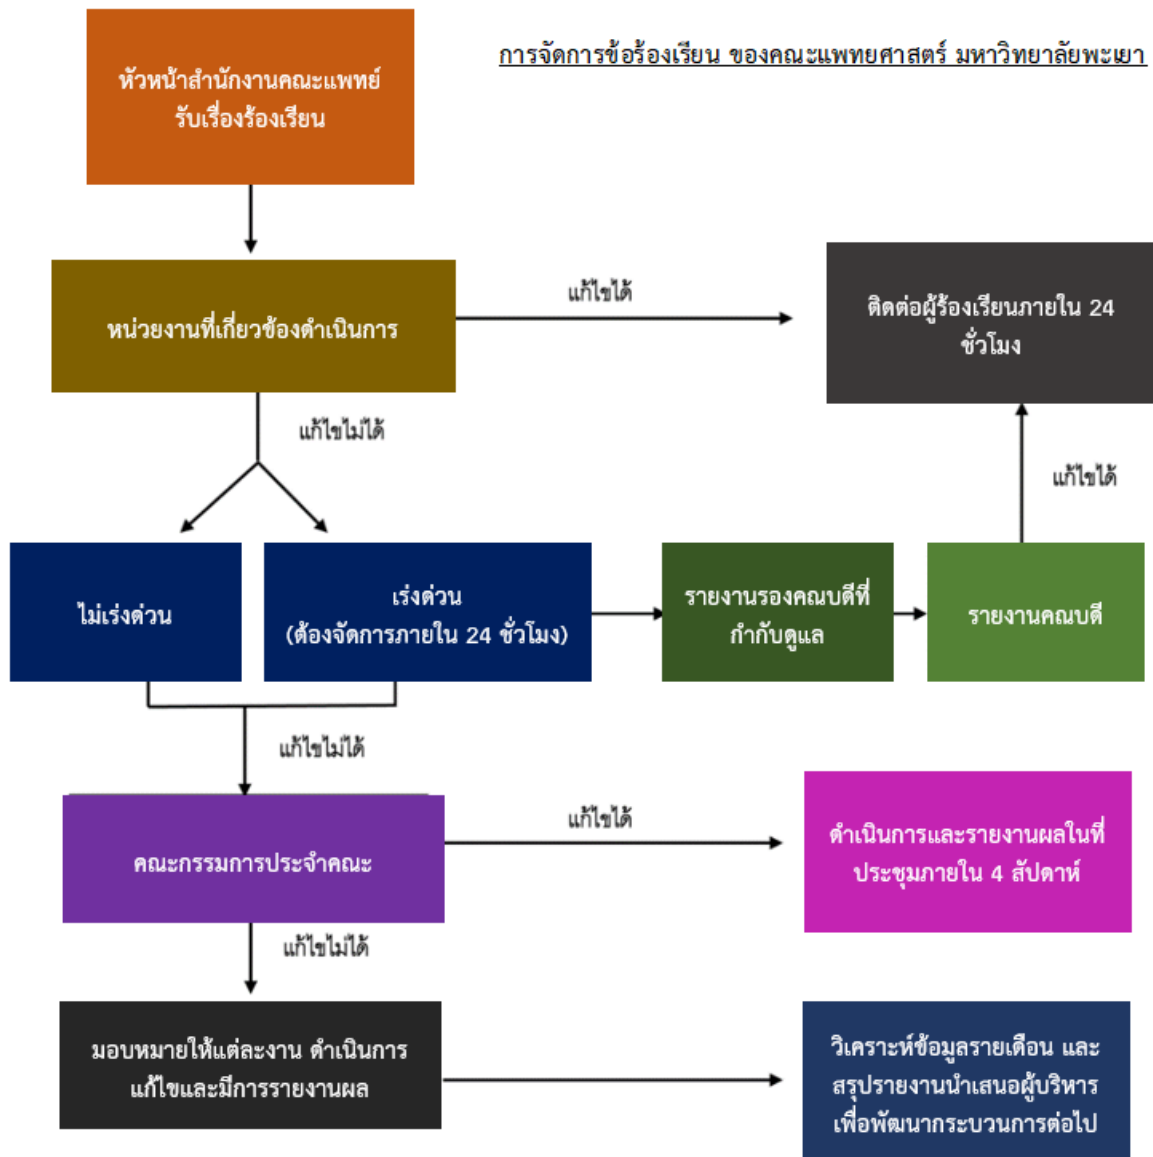 การจัดการข้อร้องเรียน ของคณะแพทยศาสตร์ มหาวิทยาลัยพะเยา
หัวหน้าสำนักงานคณะแพทย์
รับเรื่องร้องเรียน
หน่วยงานที่เกี่ยวข้องดำเนินการ
แก้ไขได้
ติดต่อผู้ร้องเรียนภายใน 24
ชั่วโมง
แก้ไขไม่ได้
แก้ไขได้
ไม่เร่งด่วน
เร่งด่วน
(ต้องจัดการภายใน 24 ชั่วโมง)
รายงานรองคณบดีที่
กำกับดูแล
รายงานคณบดี
แก้ไขไม่ได้
คณะกรรมการประจำคณะ
แก้ไขได้
ดำเนินการและรายงานผลในที่
ประชุมภายใน 4 สัปดาห์
แก้ไขไม่ได้
มอบหมายให้แต่ละงาน ดำเนินการ
แก้ไขและมีการรายงานผล
วิเคราะห์ข้อมูลรายเดือน และ
สรุปรายงานนำเสนอผู้บริหาร
เพื่อพัฒนากระบวนการต่อไป